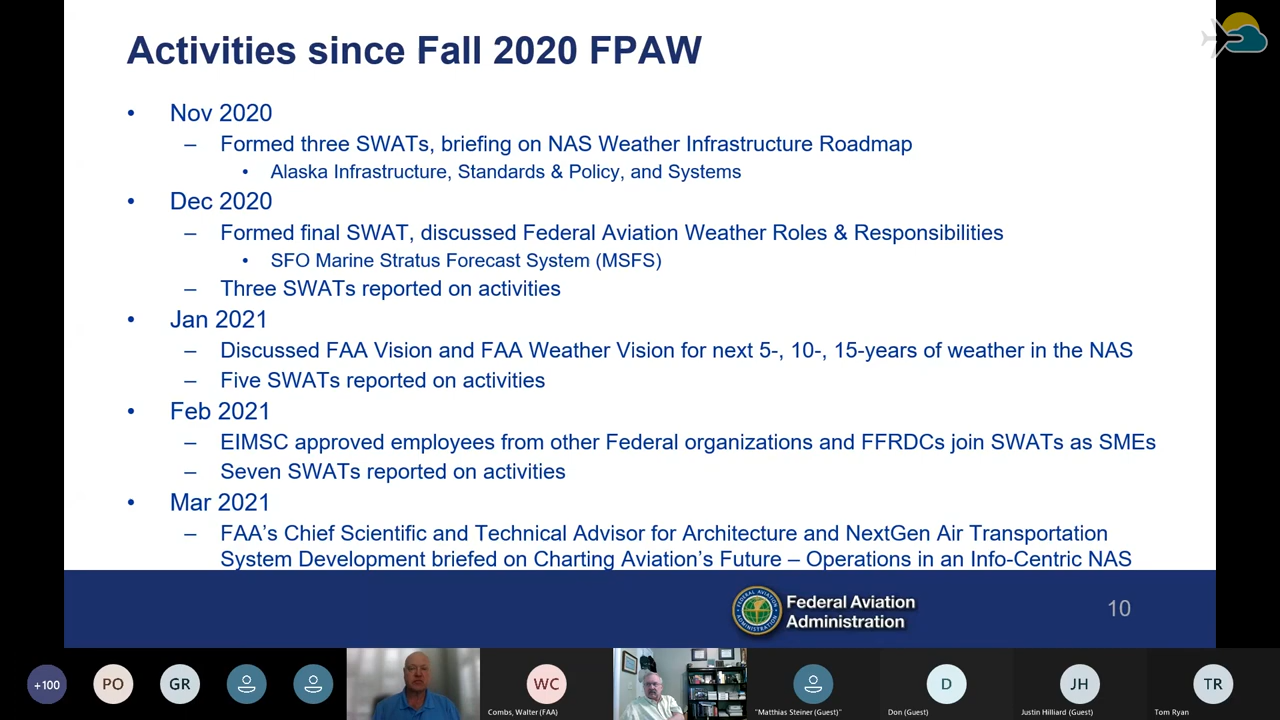 Activities since Fall 2020 FPAW
• Nov 2020
– Formed three SWATs, briefing on NAS Weather Infrastructure Roadmap
• Alaska Infrastructure, Standards & Policy, and Systems
• Dec 2020
– Formed final SWAT, discussed Federal Aviation Weather Roles & Responsibilities
• SFO Marine Stratus Forecast System (MSFS)
– Three SWATs reported on activities
• Jan 2021
– Discussed FAA Vision and FAA Weather Vision for next 5-, 10-, 15-years of weather in the NAS
– Five SWATs reported on activities
• Feb 2021
– EIMSC approved employees from other Federal organizations and FFRDCs join SWATs as SMEs
– Seven SWATs reported on activities
• Mar 2021
– FAA's Chief Scientific and Technical Advisor for Architecture and NextGen Air Transportation
System Development briefed on Charting Aviation's Future – Operations in an Info-Centric NAS
Federal Aviation
Administration
10
+100
PO
GR
WC
D
JH
TR
Combs, Walter (FAA)
"Matthias Steiner (Guest)"
Don (Guest)
Justin Hilliard (Guest)
Tom Ryan